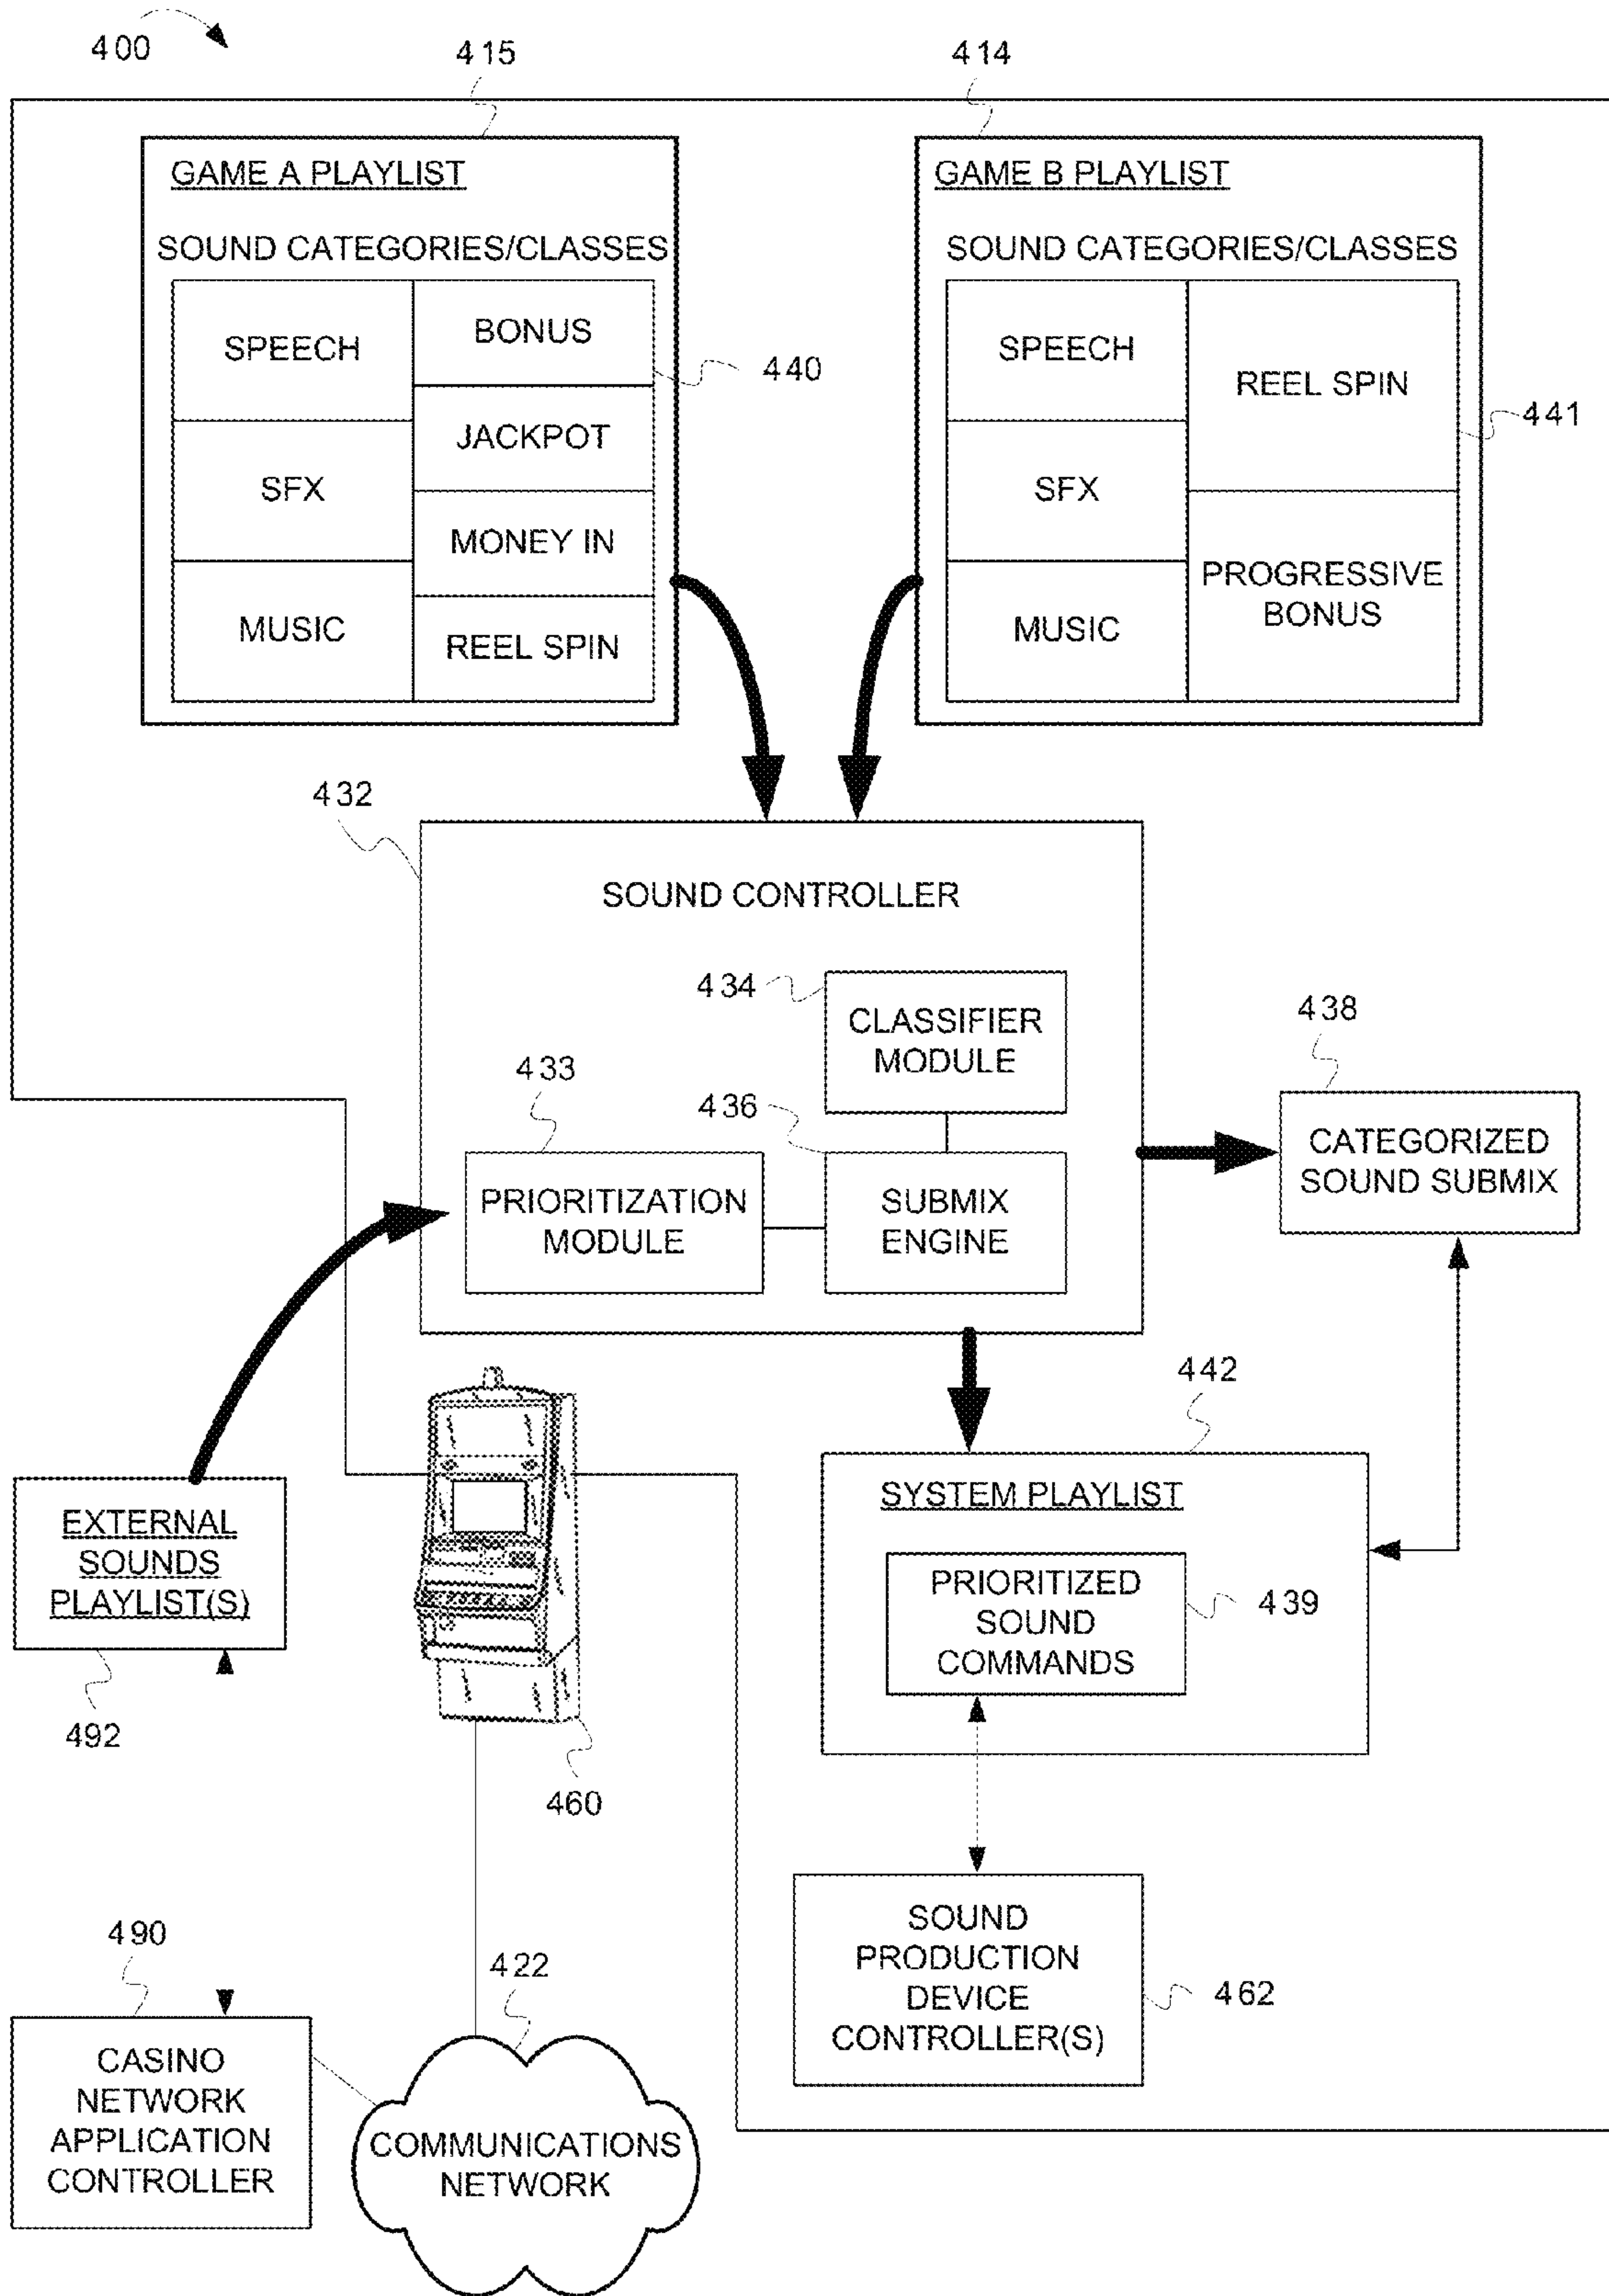 400
415
414
GAME A PLAYLIST
SOUND CATEGORIES/CLASSES
SPEECH
SFX
MUSIC
BONUS
JACKPOT
MONEY IN
REEL SPIN
440
GAME B PLAYLIST
SOUND CATEGORIES/CLASSES
SPEECH
SFX
MUSIC
REEL SPIN
PROGRESSIVE
BONUS
441
432
SOUND CONTROLLER
434
CLASSIFIER
MODULE
433
PRIORITIZATION
MODULE
436
SUBMIX
ENGINE
438
CATEGORIZED
SOUND SUBMIX
442
SYSTEM PLAYLIST
PRIORITIZED
SOUND
COMMANDS
439
EXTERNAL
SOUNDS
PLAYLIST(S)
492
460
SOUND
PRODUCTION
DEVICE
CONTROLLER(S)
462
490
CASINO
NETWORK
APPLICATION
CONTROLLER
422
COMMUNICATIONS
NETWORK